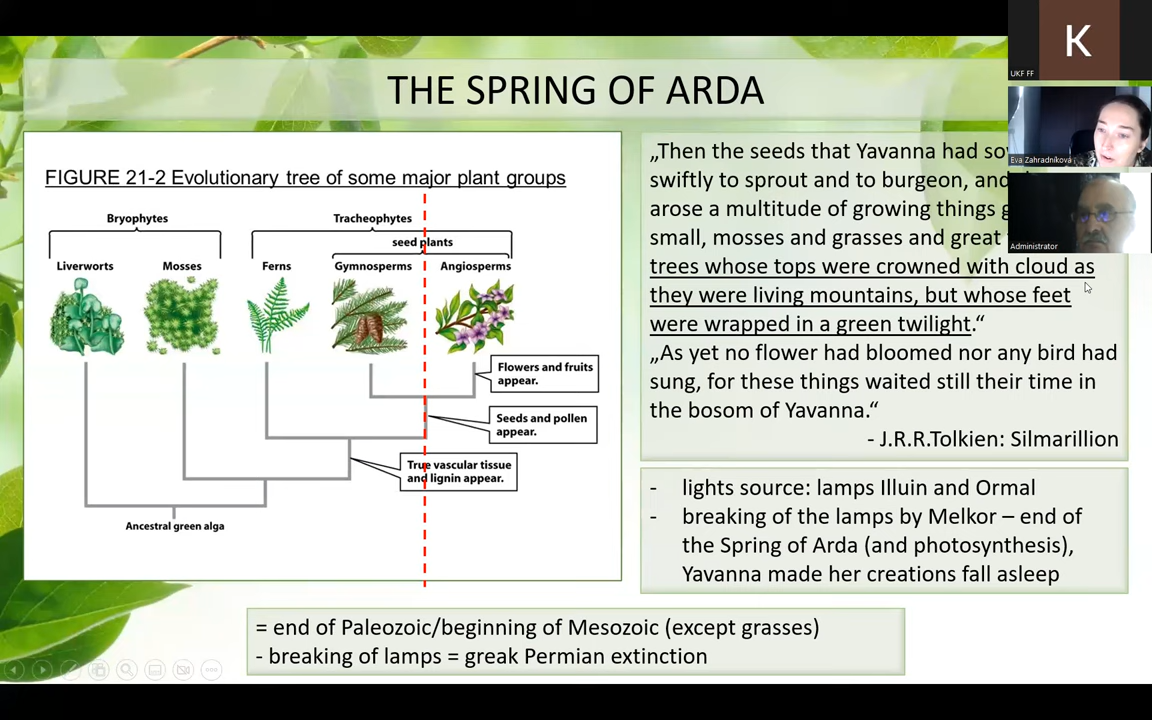 THE SPRING OF ARDA
K
UKF FF
Eva Zahradníková
Administrator
FIGURE 21-2 Evolutionary tree of some major plant groups
Bryophytes
Tracheophytes
seed plants
Liverworts
Mosses
Ferns
Gymnosperms
Angiosperms
Flowers and fruits
appear.
Seeds and pollen
appear.
True vascular tissue
and lignin appear.
Ancestral green alga
„Then the seeds that Yavanna had
swiftly to sprout and to burgeon, and
arose a multitude of growing things
small, mosses and grasses and great
trees whose tops were crowned with cloud as
they were living mountains, but whose feet
were wrapped in a green twilight.“
„As yet no flower had bloomed nor any bird had
sung, for these things waited still their time in
the bosom of Yavanna.“
- J.R.R.Tolkien: Silmarillion
- lights source: lamps Illuin and Ormal
- breaking of the lamps by Melkor – end of
the Spring of Arda (and photosynthesis),
Yavanna made her creations fall asleep
= end of Paleozoic/beginning of Mesozoic (except grasses)
- breaking of lamps = greak Permian extinction